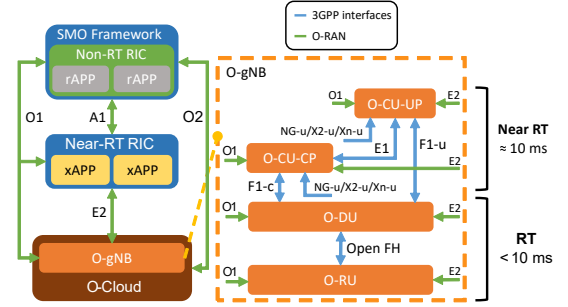 SMO Framework
Non-RT RIC
rAPP
rAPP
O1
A1
O2
Near-RT RIC
xAPP
xAPP
E2
O-gNB
O-Cloud
3GPP interfaces
O-RAN
O-gNB
O1
O-CU-UP
E2
NG-u/X2-u/Xn-u
E1
F1-u
O1
O-CU-CP
E2
F1-c
NG-u/X2-u/Xn-u
O1
O-DU
E2
Open FH
O1
O-RU
E2
Near RT
≈ 10 ms
RT
< 10 ms